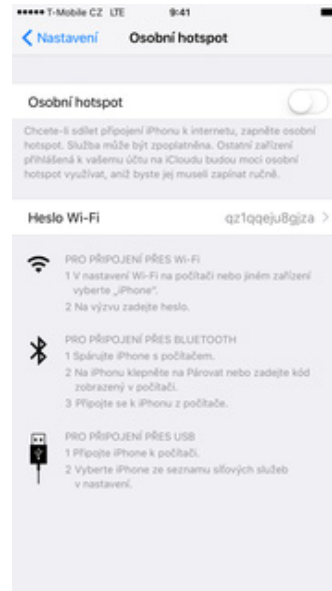 T-Mobile CZ LTE 9:41
Nastavení Osobní hotspot
Osobní hotspot
Chcete-li sdílet připojení iPhonu k internetu, zapněte osobní
hotspot. Služba může být zpoplatněna. Ostatní zařízení
přihlášená k vašemu účtu na iCloudu budou moci osobní
hotspot využívat, aniž byste jej museli zapínat ručně.
Heslo Wi-Fi qz1qqeju8gjza
PRO PŘIPOJENÍ PŘES Wi-Fi
1 V nastavení Wi-Fi na počítači nebo jiném zařízení
vyberte „iPhone".
2 Na výzvu zadejte heslo.
PRO PŘIPOJENÍ PŘES BLUETOOTH
1 Spárujte iPhone s počítačem.
2 Na iPhonu klepněte na Párovat nebo zadejte kód
zobrazený v počítači.
3 Připojte se k iPhonu z počítače.
PRO PŘIPOJENÍ PŘES USB
1 Připojte iPhone k počítači.
2 Vyberte iPhone ze seznamu síťových služeb
v nastavení.